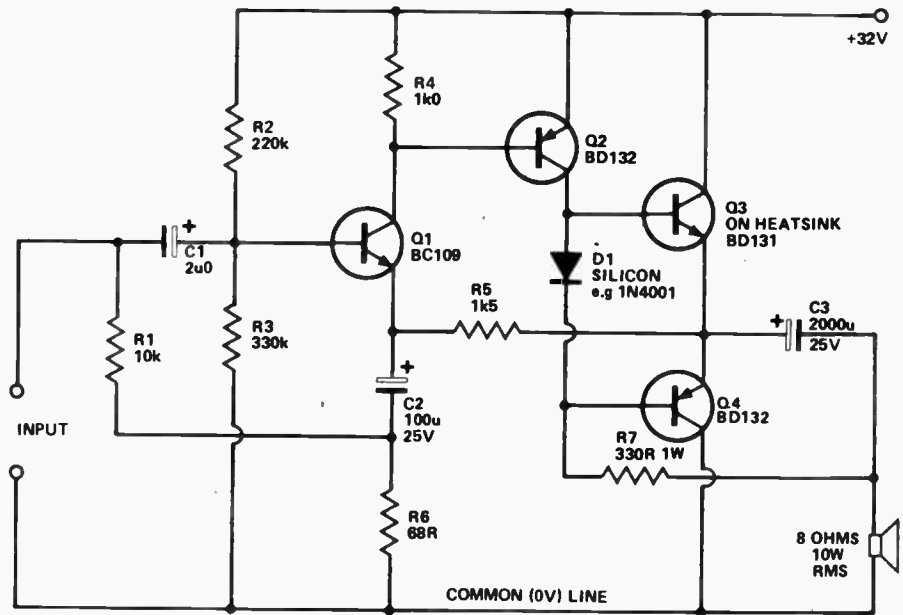 +32V
R4
1k0
R2
220k
Q2
BD132
Q3
ON HEATSINK
BD131
+
C1
2u0
Q1
BC109
D1
SILICON
e.g 1N4001
R5
1k5
+
C3
2000u
25V
R1
10k
R3
330k
+
C2
100u
25V
Q4
BD132
INPUT
R7
330R 1W
R6
68R
8 OHMS
10W
RMS
COMMON (0V) LINE